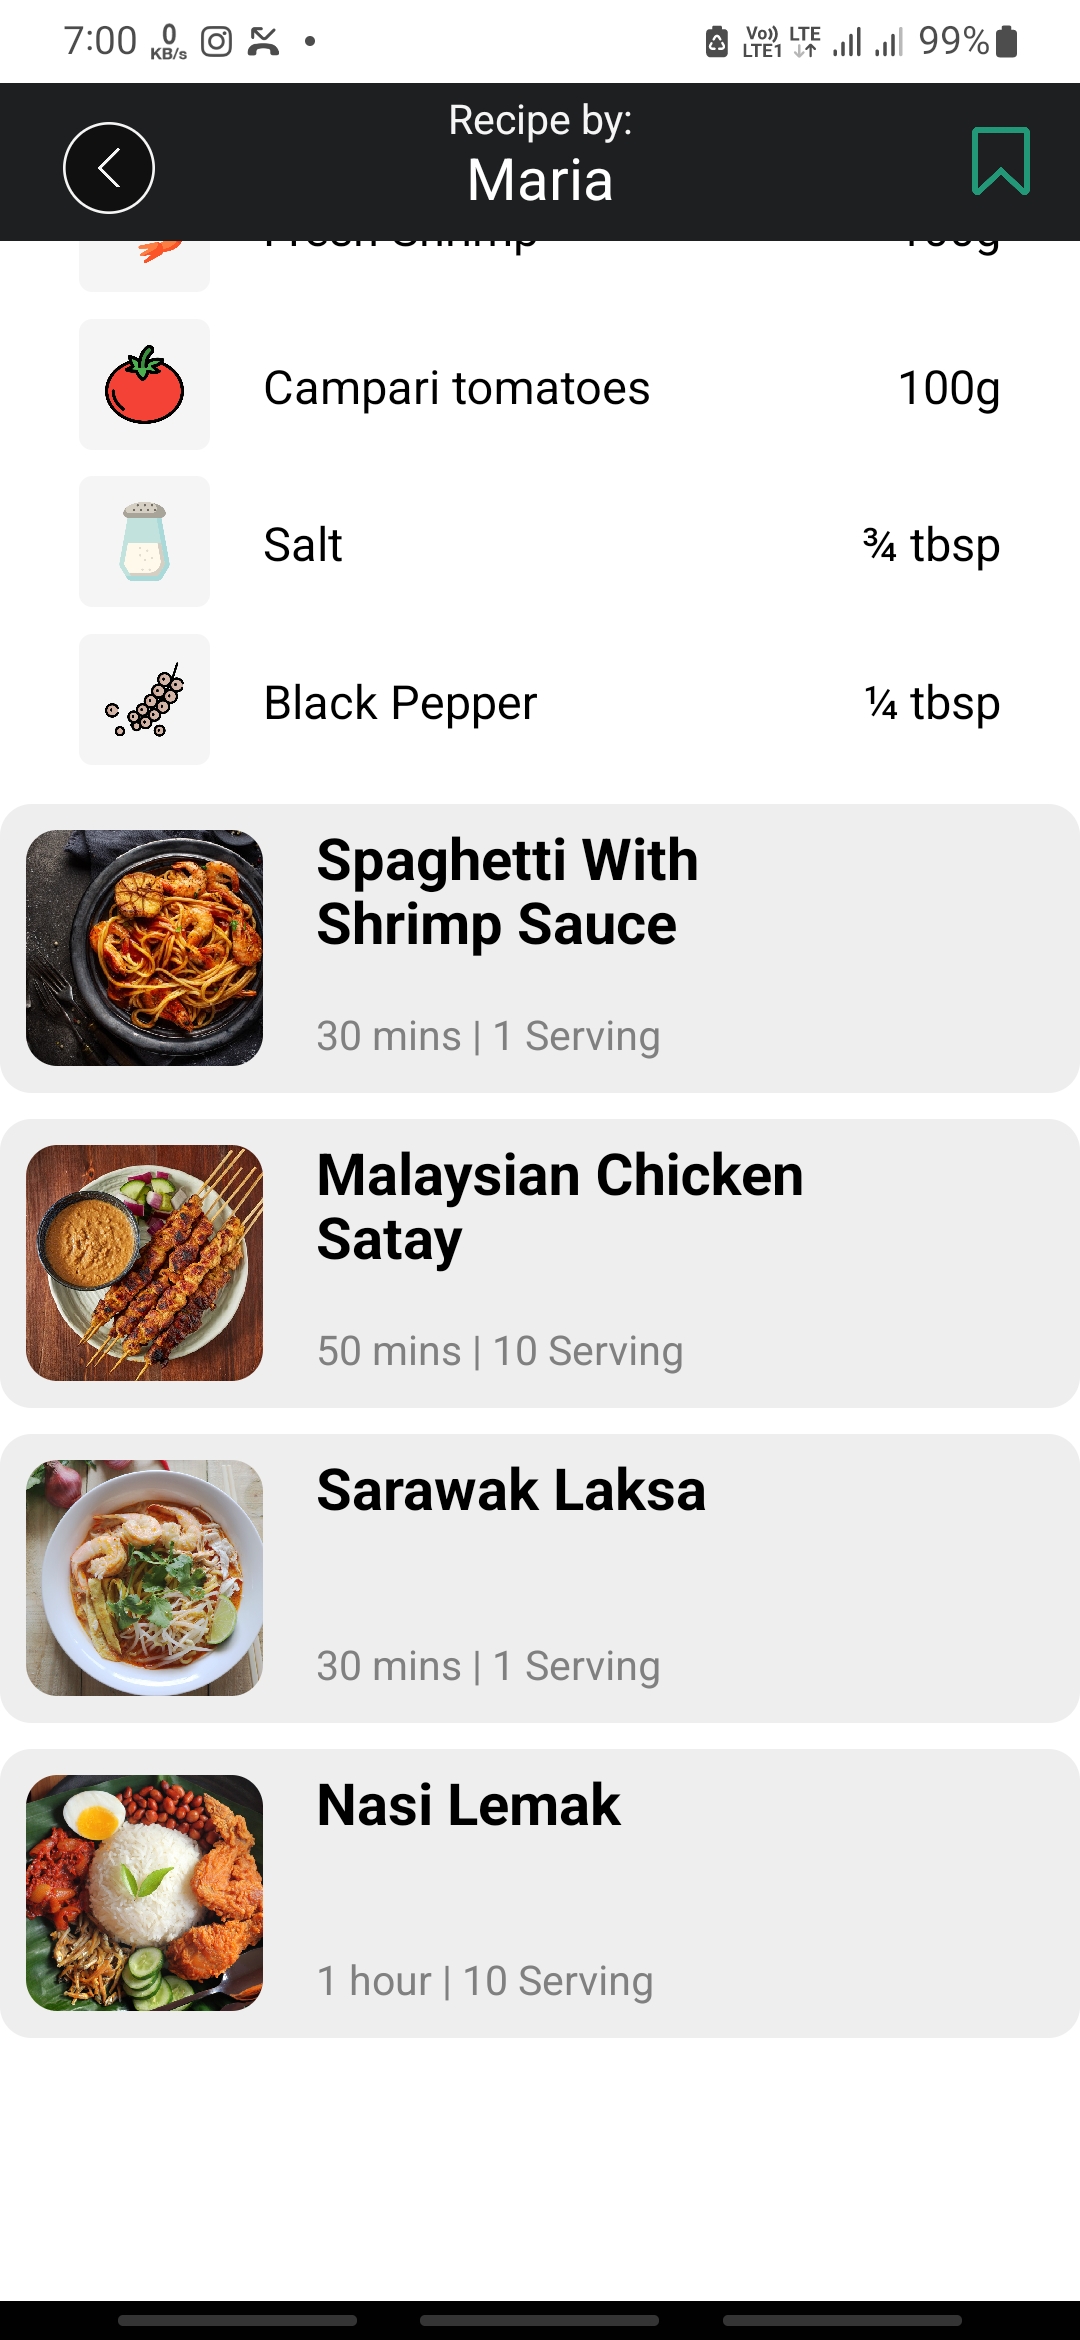 7:00 0 KB/s Vo)) LTE1 LTE 99%
Recipe by:
Maria
Fresh Shrimp
Campari tomatoes 100g
Salt ¾ tbsp
Black Pepper ¼ tbsp
Spaghetti With
Shrimp Sauce
30 mins | 1 Serving
Malaysian Chicken
Satay
50 mins | 10 Serving
Sarawak Laksa
30 mins | 1 Serving
Nasi Lemak
1 hour | 10 Serving